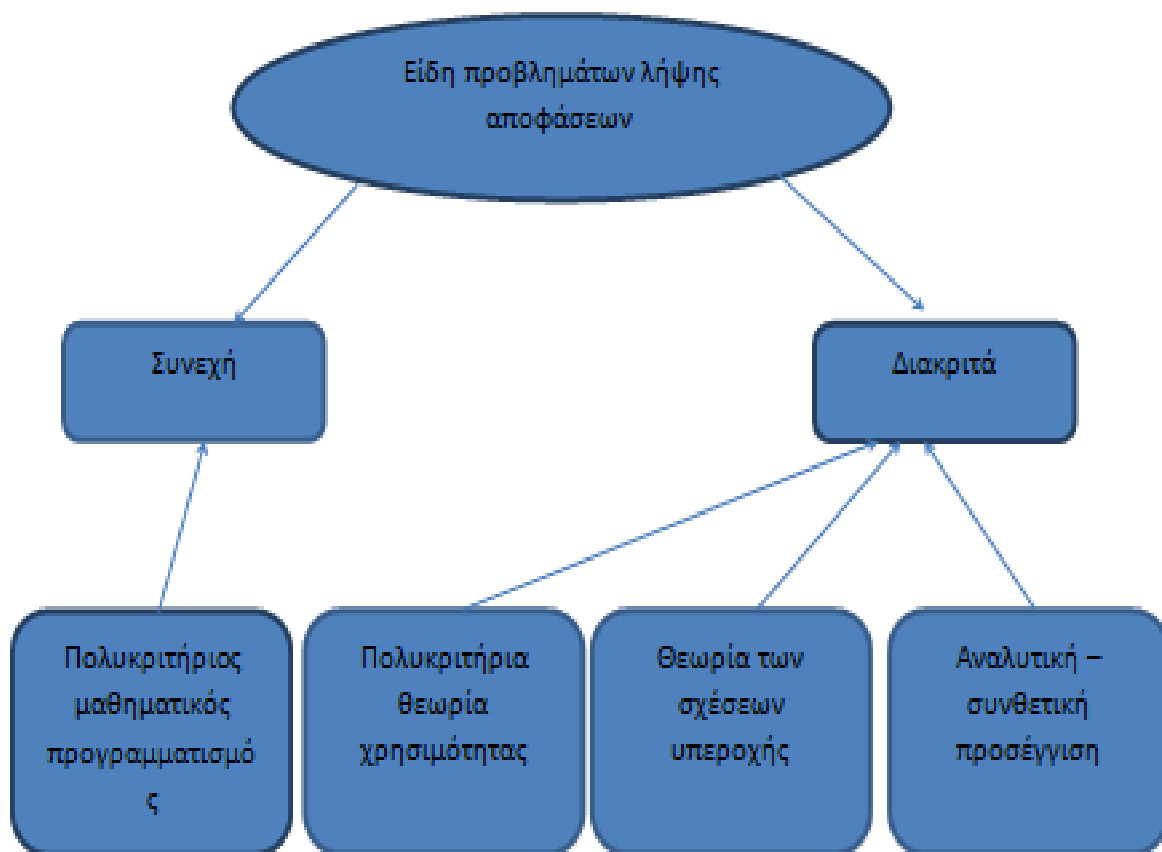 Είδη προβλημάτων λήψης
αποφάσεων
Συνεχή
Διακριτά
Πολυκριτήριος
μαθηματικός
προγραμματισμό
ς
Πολυκριτήρια
θεωρία
χρησιμότητας
Θεωρία των
σχέσεων
υπεροχής
Αναλυτική –
συνθετική
προσέγγιση